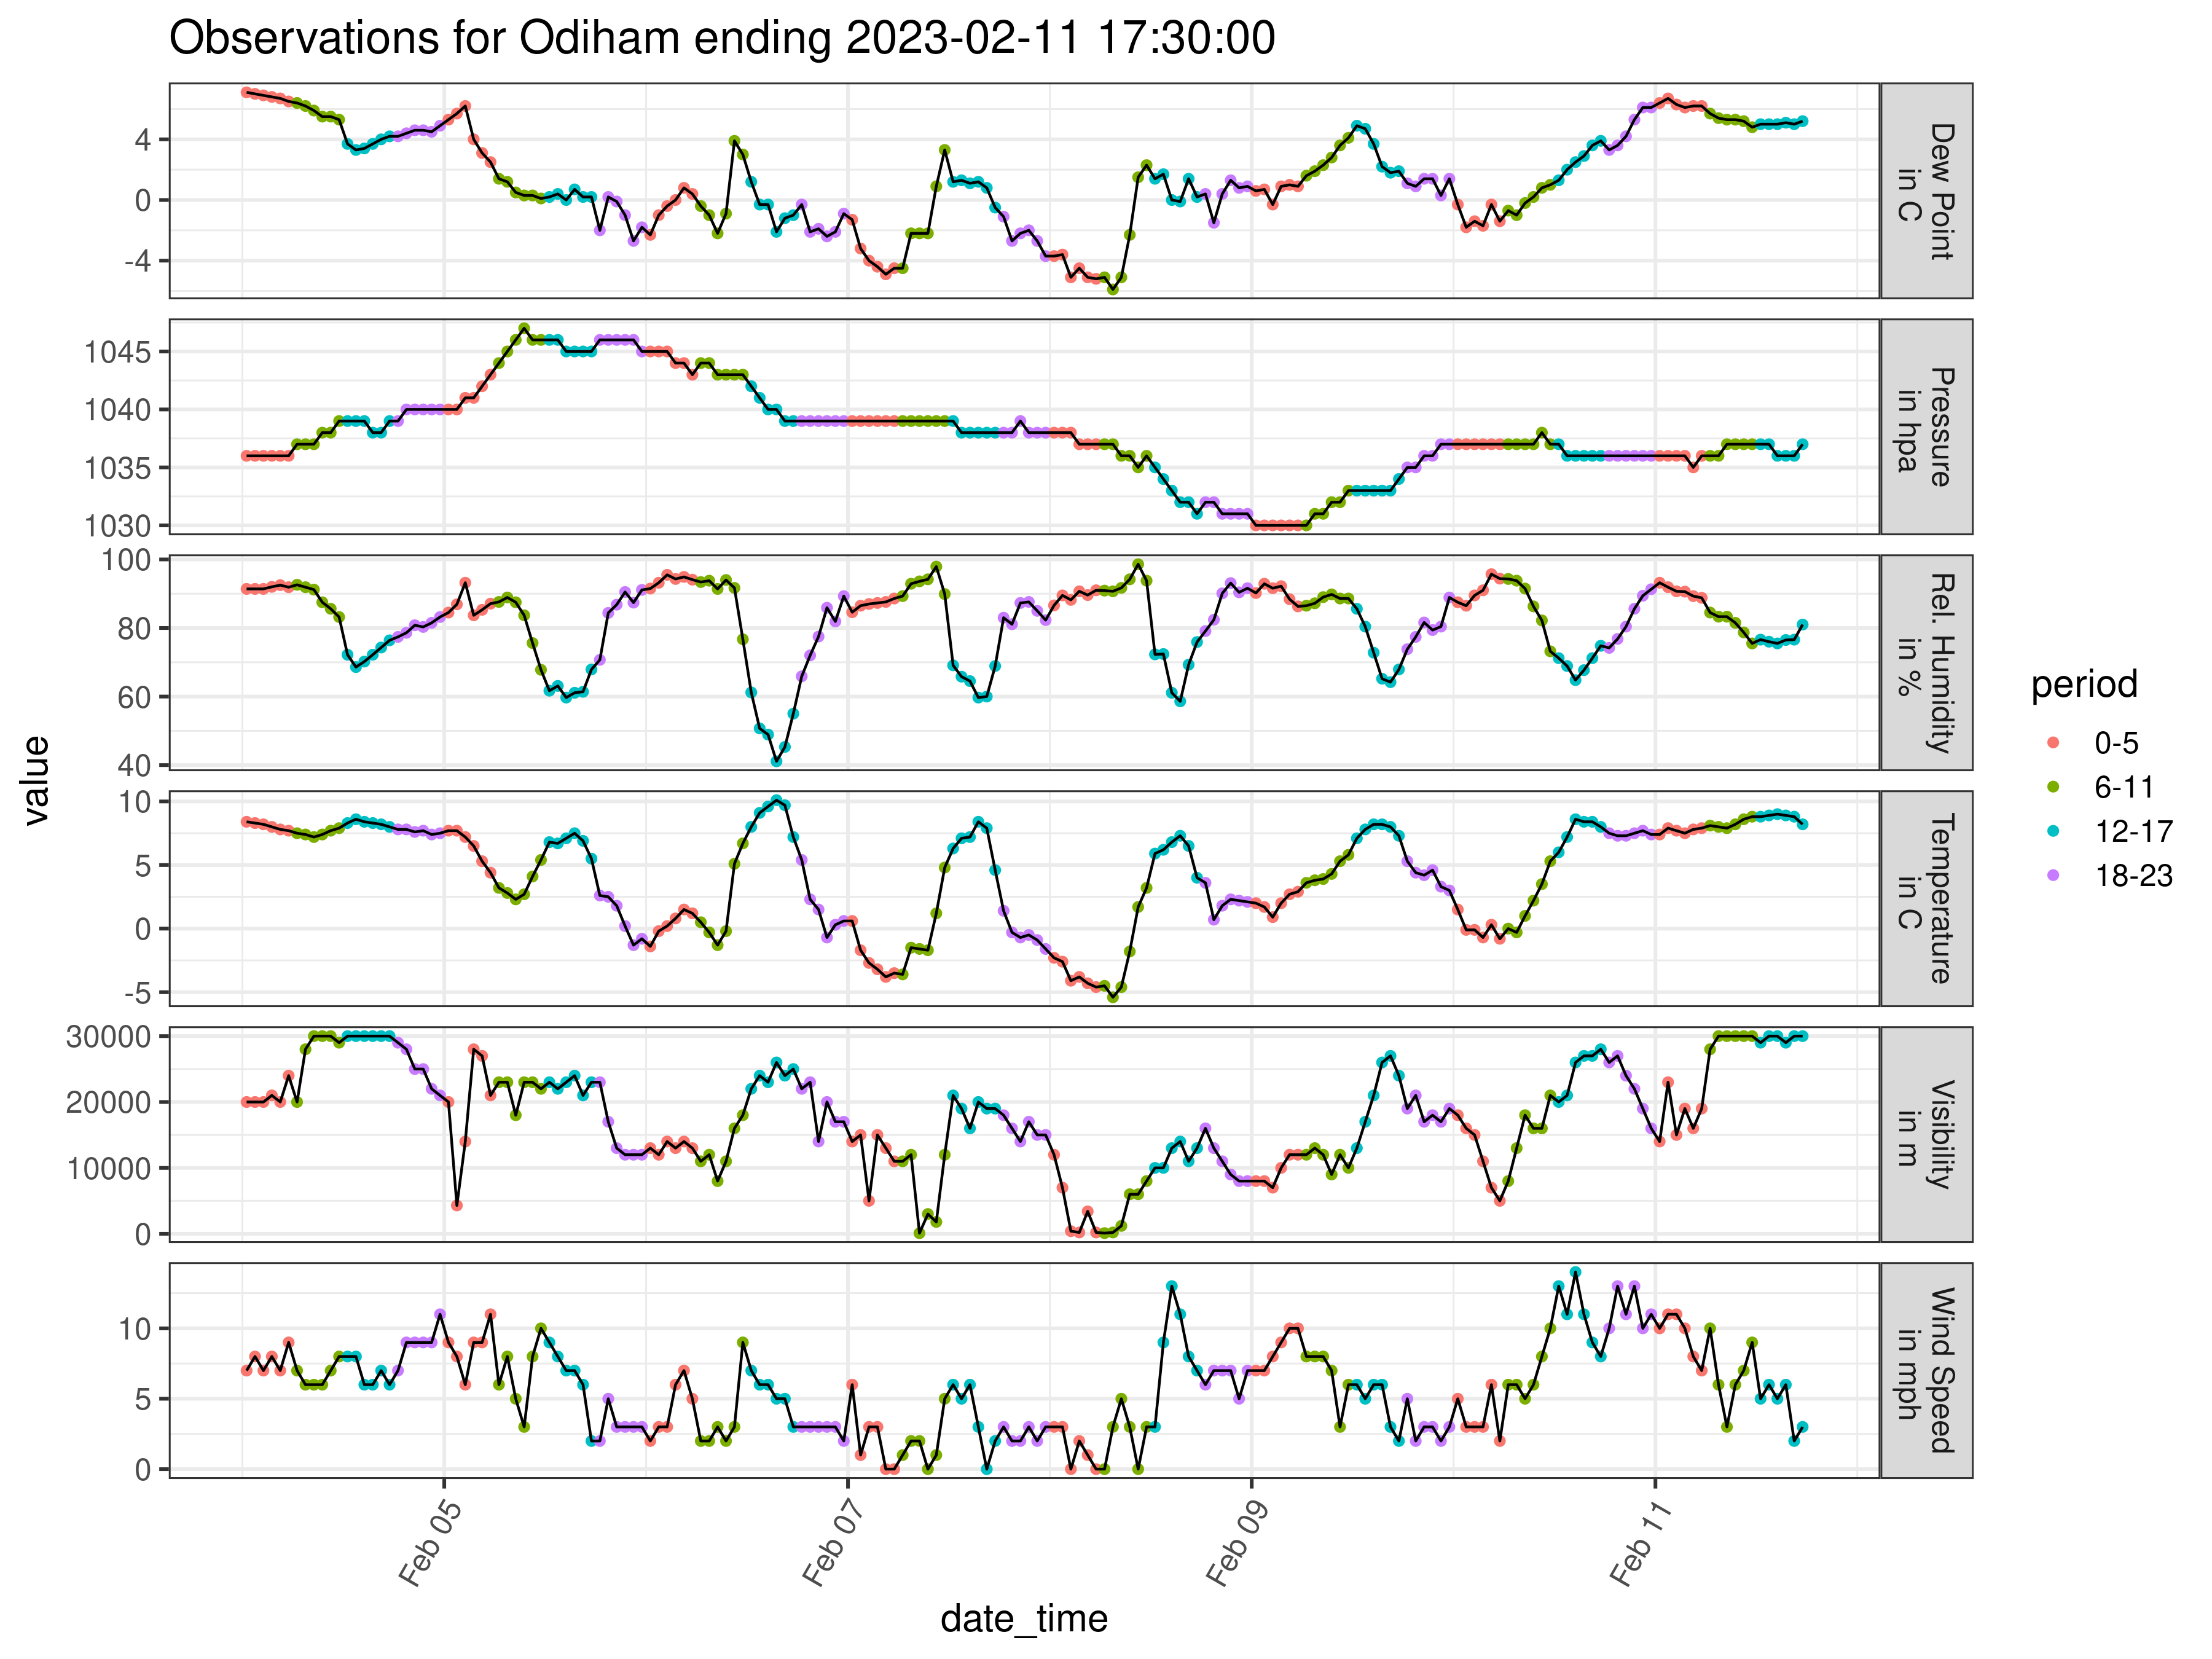 Observations for Odiham ending 2023-02-11 17:30:00
value
4
0
-4
Dew Point
in C
1045
1040
1035
1030
Pressure
in hpa
100
80
60
40
Rel. Humidity
in %
10
5
0
-5
Temperature
in C
30000
20000
10000
0
Visibility
in m
10
5
0
Wind Speed
in mph
Feb 05
Feb 07
Feb 09
Feb 11
date_time
period
0-5
6-11
12-17
18-23